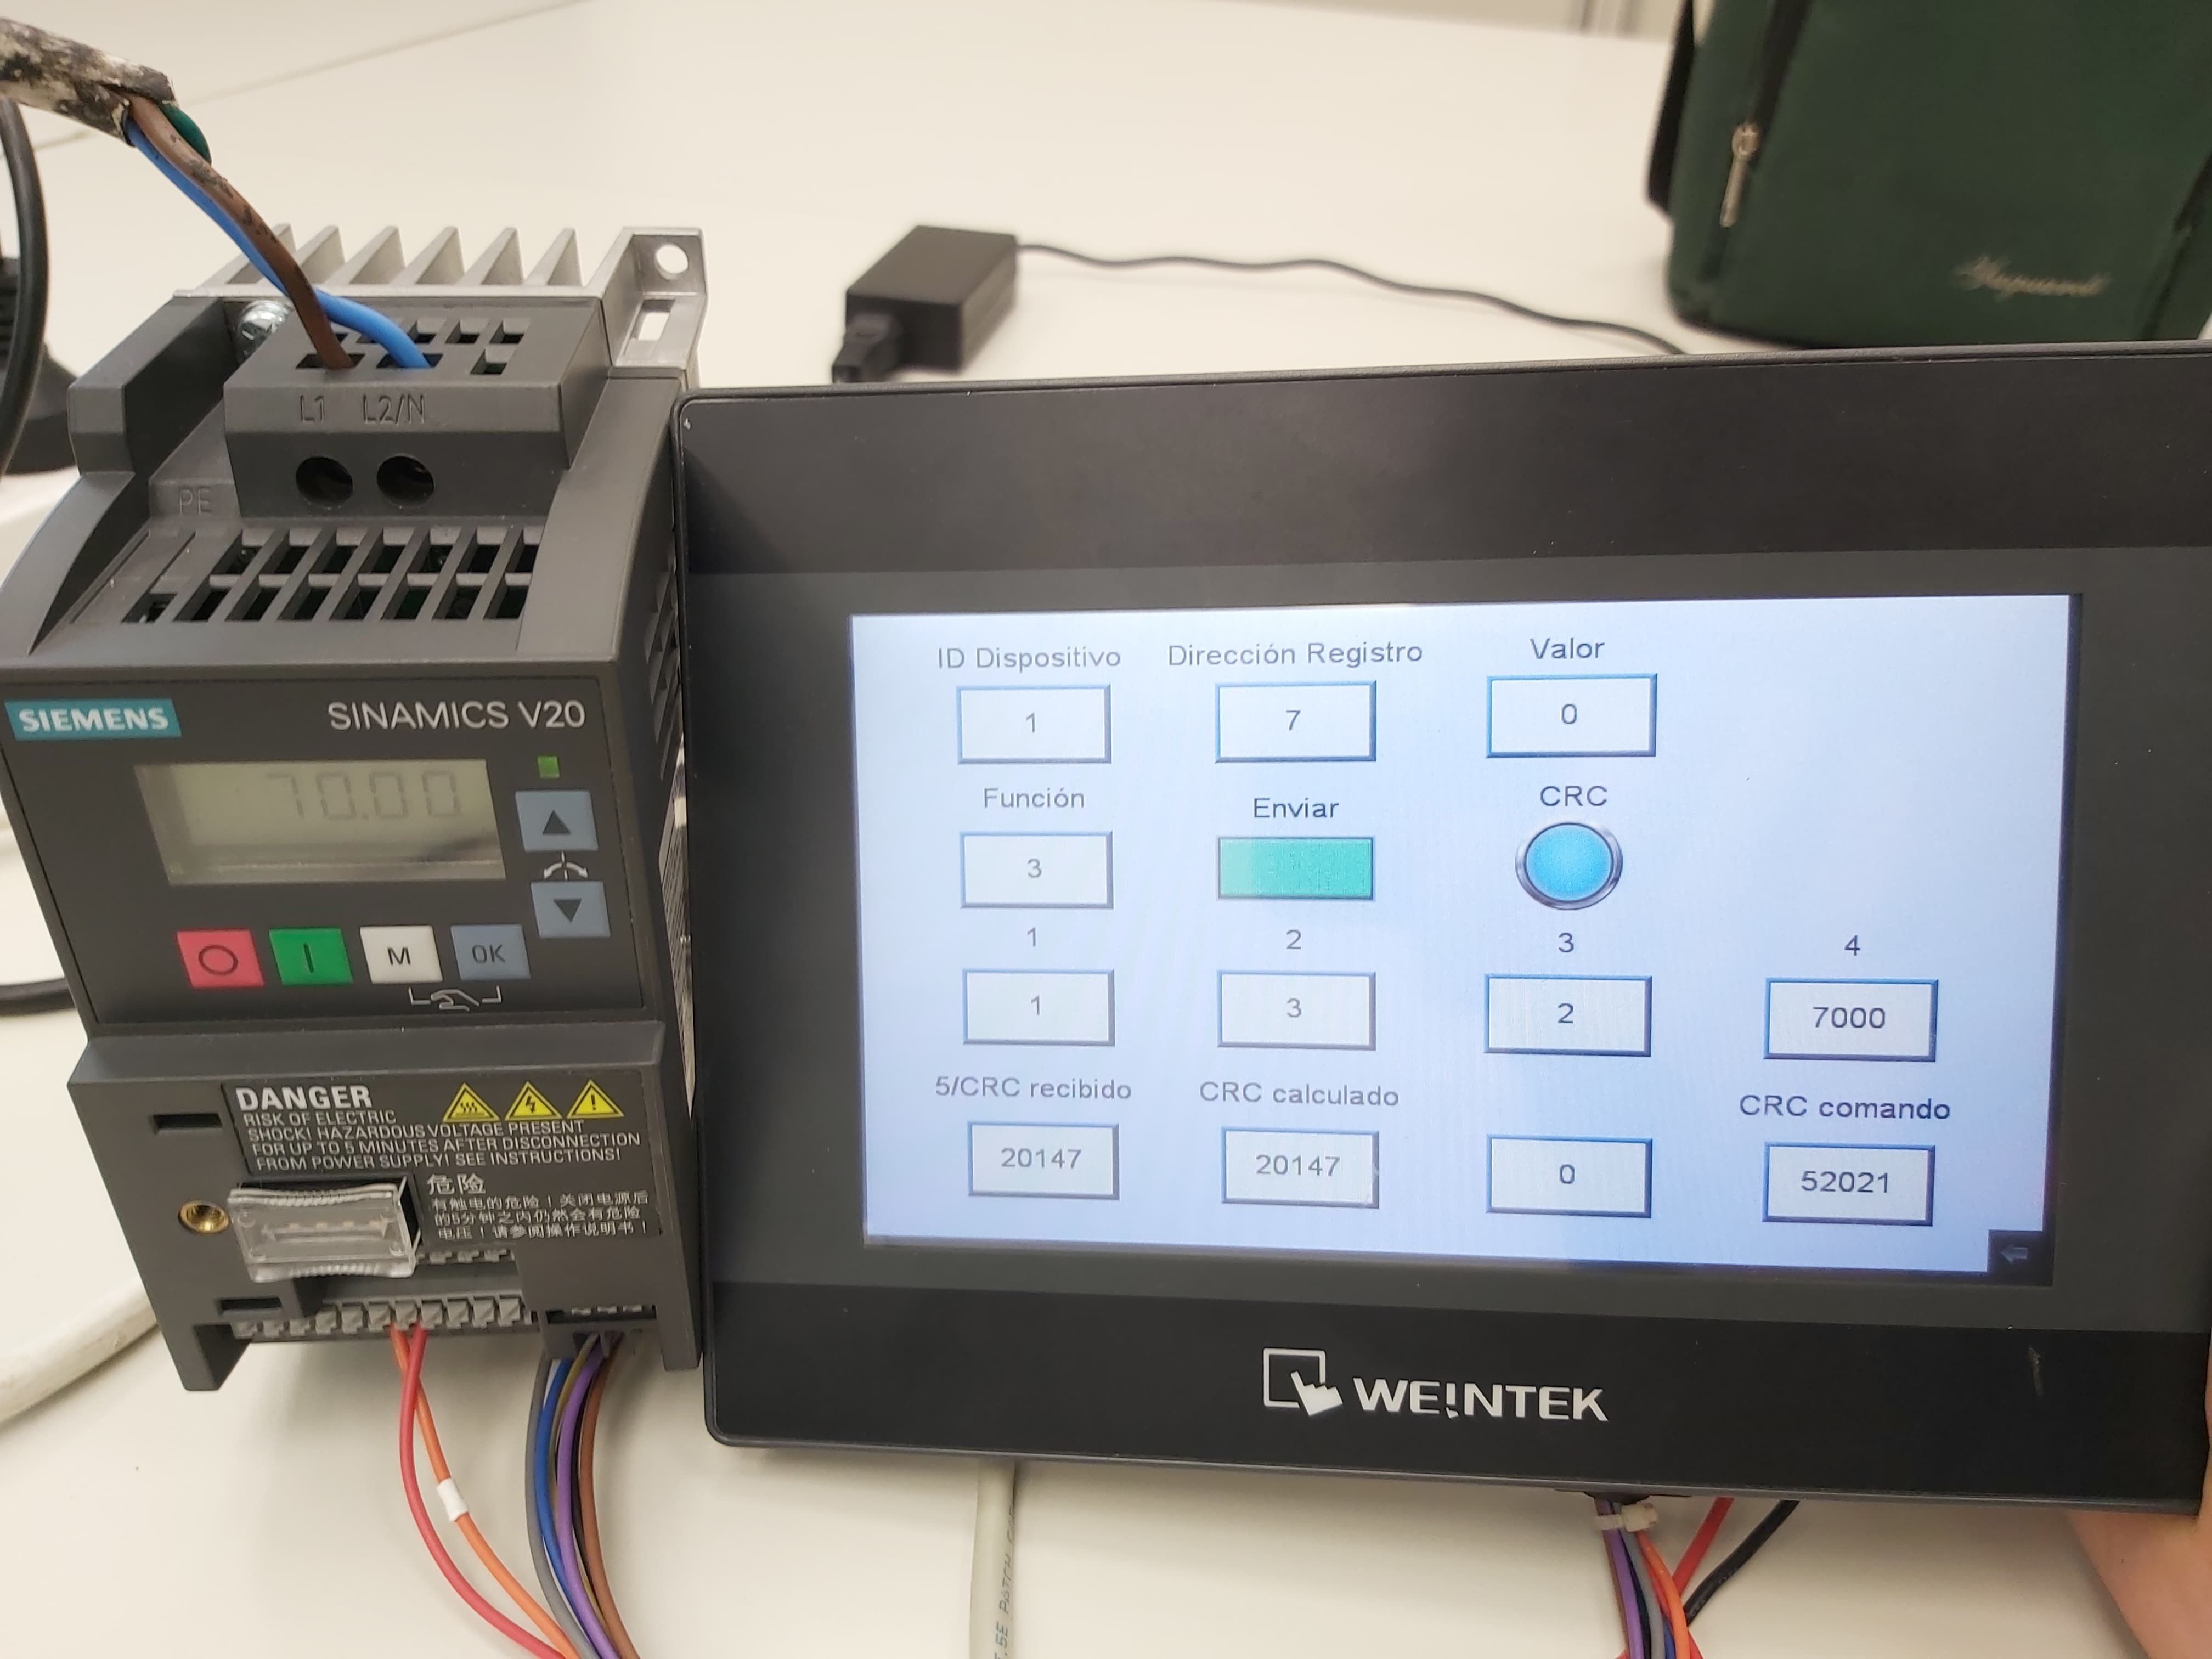 L1 L2/N
PE
SIEMENS
SINAMICS V20
70.00
M
OK
DANGER
RISK OF ELECTRIC
SHOCK! HAZARDOUS VOLTAGE PRESENT
FOR UP TO 5 MINUTES AFTER DISCONNECTION
FROM POWER SUPPLY! SEE INSTRUCTIONS!
危险
有触电的危险！关闭电源后
的5分钟之内仍然会有危险
电压！请参阅操作说明书！
ID Dispositivo Dirección Registro Valor
1 7 0
Función Enviar CRC
3
1 2 3 4
1 3 2 7000
5/CRC recibido CRC calculado CRC comando
20147 20147 0 52021
WEINTEK